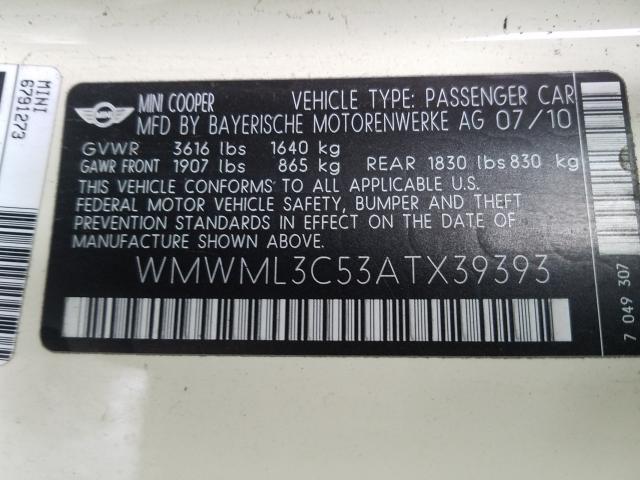 MINI
6791273
MINI
MINI COOPER VEHICLE TYPE: PASSENGER CAR
MFD BY BAYERISCHE MOTORENWERKE AG 07/10
GVWR 3616 lbs 1640 kg
GAWR FRONT 1907 lbs 865 kg REAR 1830 lbs 830 kg
THIS VEHICLE CONFORMS TO ALL APPLICABLE U.S.
FEDERAL MOTOR VEHICLE SAFETY, BUMPER AND THEFT
PREVENTION STANDARDS IN EFFECT ON THE DATE OF
MANUFACTURE SHOWN ABOVE.
WMWML3C53ATX39393
7 049 307